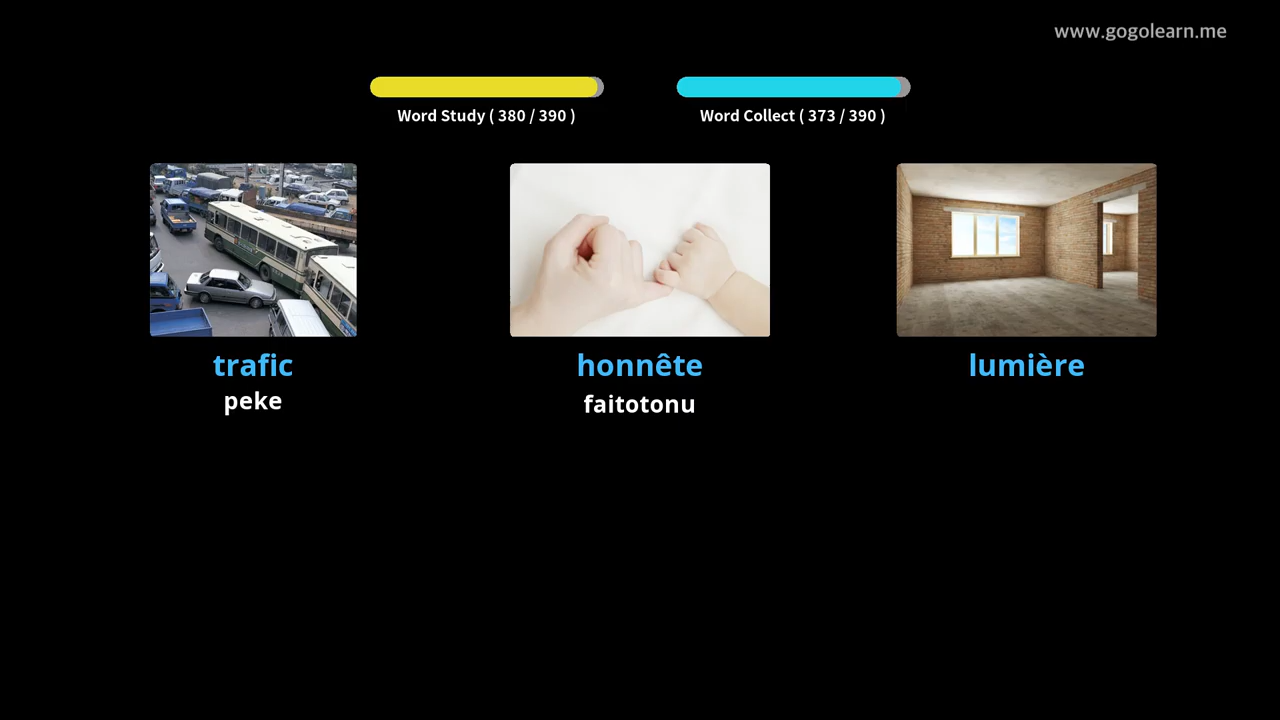 www.gogolearn.me
Word Study ( 380 / 390 )
Word Collect ( 373 / 390 )
trafic
peke
honnête
faitotonu
lumière